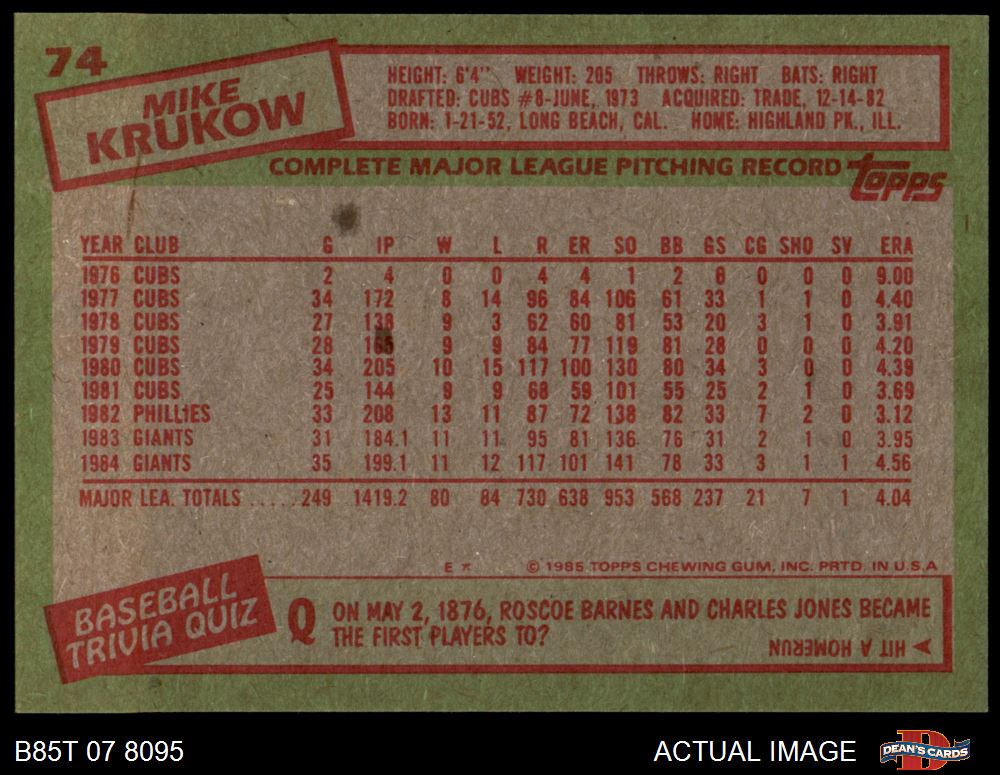 74
MIKE
KRUKOW
HEIGHT: 6'4" WEIGHT: 205 THROWS: RIGHT BATS: RIGHT
DRAFTED: CUBS #8-JUNE, 1973 ACQUIRED: TRADE, 12-14-82
BORN: 1-21-52, LONG BEACH, CAL. HOME: HIGHLAND PK., ILL.
COMPLETE MAJOR LEAGUE PITCHING RECORD topps
YEAR CLUB G IP W L R ER SO BB GS CG SHO SV ERA
1976 CUBS 2 4 0 0 4 4 1 2 0 0 0 0 9.00
1977 CUBS 34 172 8 14 96 84 106 61 33 1 1 0 4.40
1978 CUBS 27 138 9 3 62 60 81 53 20 3 1 0 3.91
1979 CUBS 28 165 9 9 84 77 119 81 28 0 0 0 4.20
1980 CUBS 34 205 10 15 117 100 130 80 34 3 0 0 4.39
1981 CUBS 25 144 9 9 68 59 101 55 25 2 1 0 3.69
1982 PHILLIES 33 208 13 11 87 72 138 82 33 7 2 0 3.12
1983 GIANTS 31 184.1 11 11 95 81 136 76 31 2 1 0 3.95
1984 GIANTS 35 199.1 11 12 117 101 141 78 33 3 1 1 4.56
MAJOR LEA. TOTALS .....249 1419.2 80 84 730 638 953 568 237 21 7 1 4.04
E * © 1985 TOPPS CHEWING GUM, INC. PRTD. IN U.S.A
BASEBALL
TRIVIA QUIZ
Q ON MAY 2, 1876, ROSCOE BARNES AND CHARLES JONES BECAME
THE FIRST PLAYERS TO?
HIT A HOMERUN
B85T 07 8095
ACTUAL IMAGE
D
DEAN'S CARDS